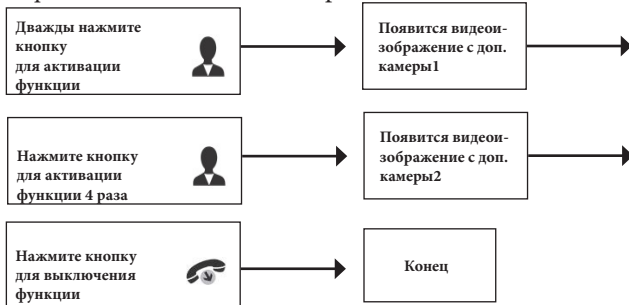 Дважды нажмите
кнопку
для активации
функции
Появится видеои-
зображение с доп.
камеры1
Нажмите кнопку
для активации
функции 4 раза
Появится видеои-
зображение с доп.
камеры2
Нажмите кнопку
для выключения
функции
Конец